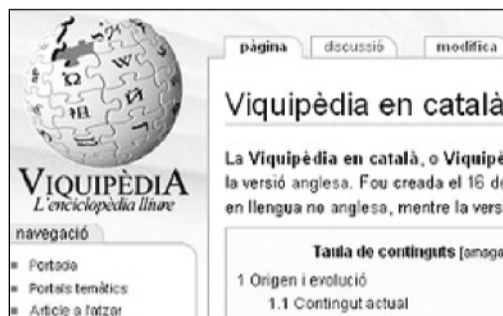 pàgina
discussió
modifica
Viquipèdia en català
La Viquipèdia en català, o Viquipè
la versió anglesa. Fou creada el 16 de
en llengua no anglesa, mentre la versi
VIQUIPÈDIA
L'enciclopèdia lliure
navegació
Portada
Portals temàtics
Article a l'atzar
Taula de continguts [amaga
1 Origen i evolució
1.1 Contingut actual